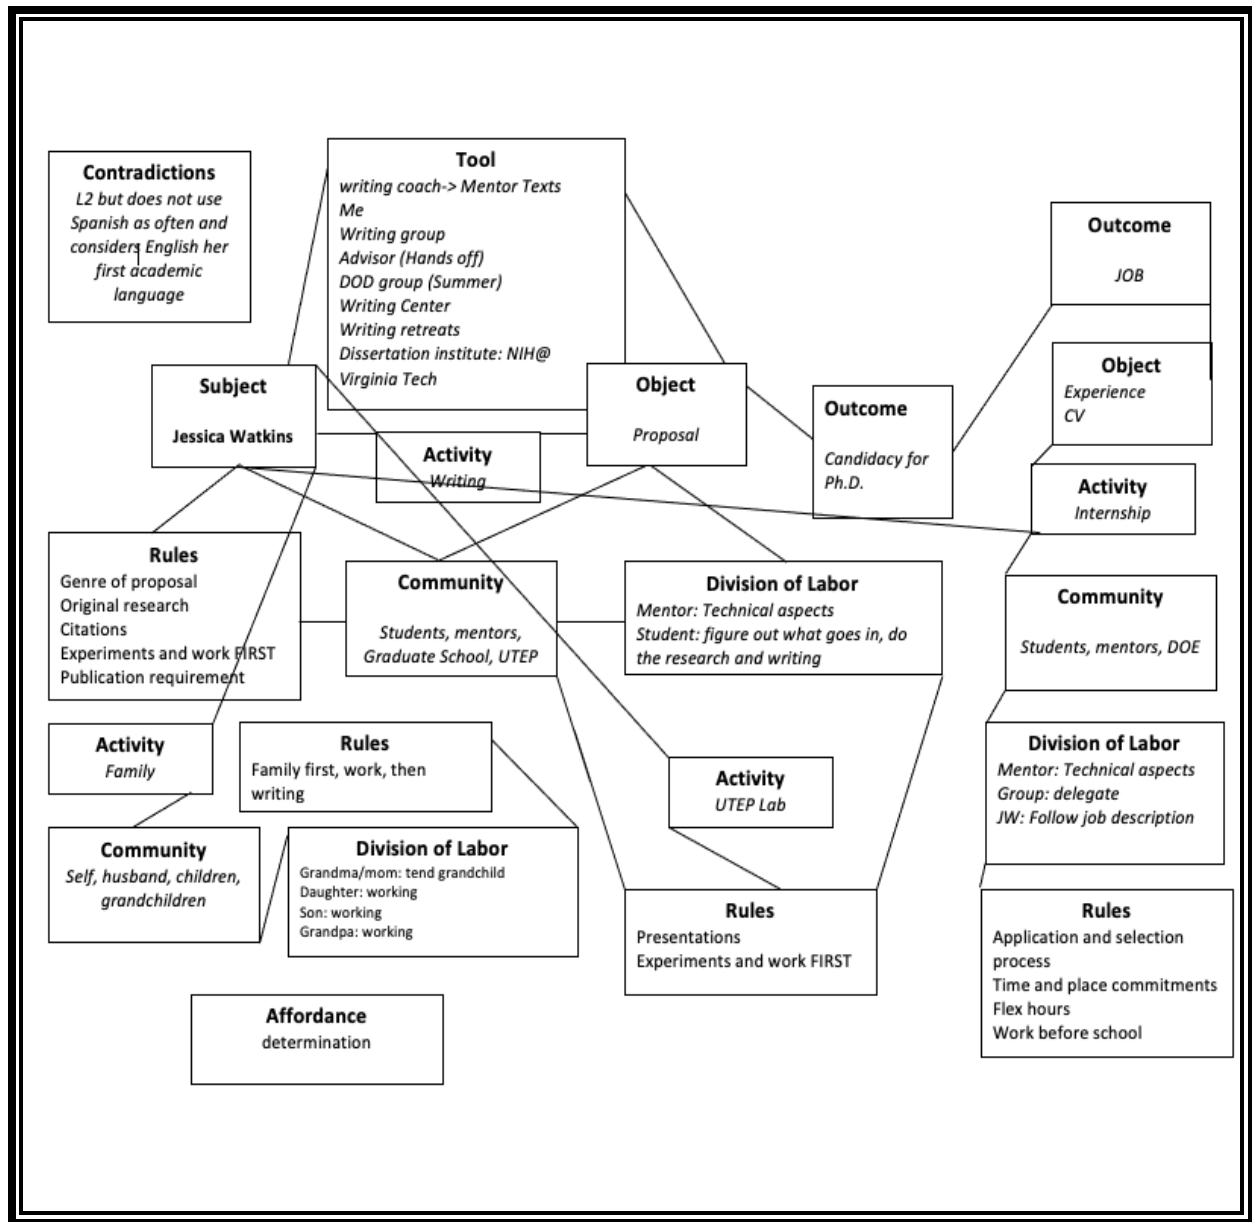 Contradictions
L2 but does not use
Spanish as often and
considers English her
first academic
language
Tool
writing coach-> Mentor Texts
Me
Writing group
Advisor (Hands off)
DOD group (Summer)
Writing Center
Writing retreats
Dissertation institute: NIH@
Virginia Tech
Outcome
JOB
Subject
Jessica Watkins
Object
Proposal
Outcome
Candidacy for
Ph.D.
Object
Experience
CV
Activity
Writing
Activity
Internship
Rules
Genre of proposal
Original research
Citations
Experiments and work FIRST
Publication requirement
Community
Students, mentors,
Graduate School, UTEP
Division of Labor
Mentor: Technical aspects
Student: figure out what goes in, do
the research and writing
Community
Students, mentors, DOE
Activity
Family
Rules
Family first, work, then
writing
Activity
UTEP Lab
Division of Labor
Mentor: Technical aspects
Group: delegate
JW: Follow job description
Community
Self, husband, children,
grandchildren
Division of Labor
Grandma/mom: tend grandchild
Daughter: working
Son: working
Grandpa: working
Rules
Presentations
Experiments and work FIRST
Rules
Application and selection
process
Time and place commitments
Flex hours
Work before school
Affordance
determination